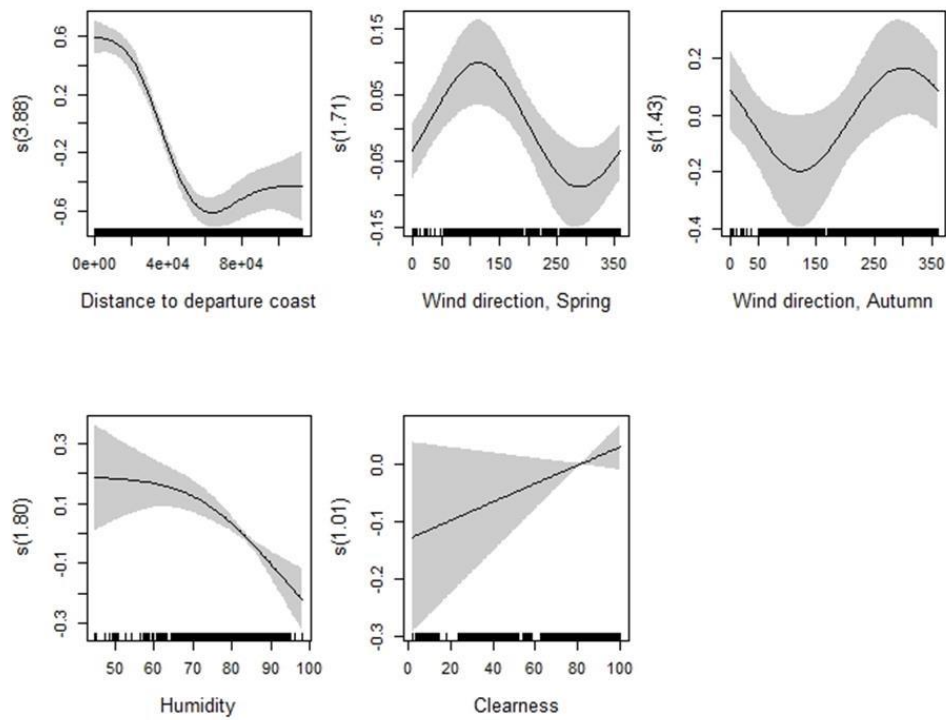 s(3.88)
0.6
0.2
-0.2
-0.6
0e+00 4e+04 8e+04
Distance to departure coast
s(1.71)
0.15
0.05
-0.05
-0.15
0 50 150 250 350
Wind direction, Spring
s(1.43)
0.2
0.0
-0.2
-0.4
0 50 150 250 350
Wind direction, Autumn
s(1.80)
0.3
0.1
-0.1
-0.3
50 60 70 80 90 100
Humidity
s(1.01)
0.0
-0.1
-0.2
-0.3
0 20 40 60 80 100
Clearness